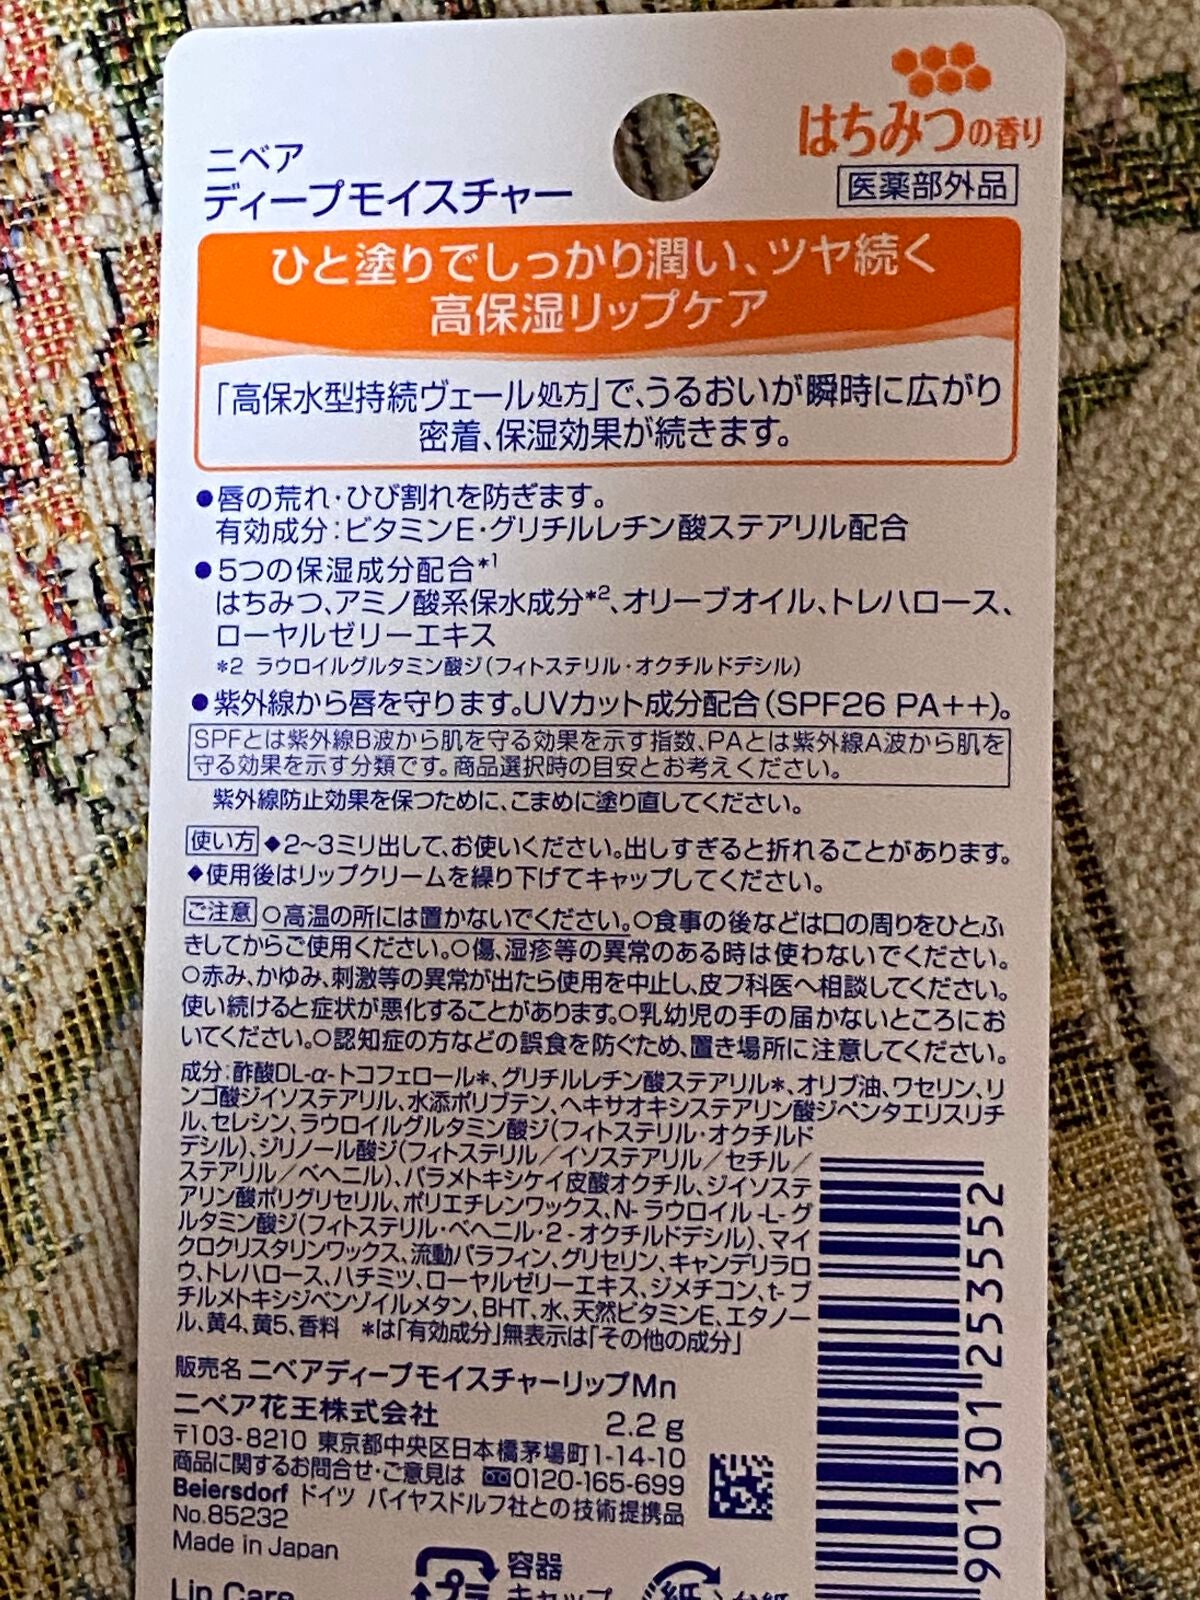 はちみつの香り
医薬部外品
ニベア
ディープモイスチャー
ひと塗りでしっかり潤い、ツヤ続く
高保湿リップケア
「高保水型持続ヴェール処方」で、うるおいが瞬時に広がり
密着、保湿効果が続きます。
●唇の荒れ・ひび割れを防ぎます。
有効成分：ビタミンE・グリチルレチン酸ステアリル配合
●5つの保湿成分配合*1
はちみつ、アミノ酸系保水成分*2、オリーブオイル、トレハロース、
ローヤルゼリーエキス
*2 ラウロイルグルタミン酸ジ(フィトステリル・オクチルドデシル)
●紫外線から唇を守ります。UVカット成分配合(SPF26 PA++)。
SPFとは紫外線B波から肌を守る効果を示す指数、PAとは紫外線A波から肌を
守る効果を示す分類です。商品選択時の目安とお考えください。
紫外線防止効果を保つために、こまめに塗り直してください。
使い方 ◆2~3ミリ出して、お使いください。出しすぎると折れることがあります。
◆使用後はリップクリームを繰り下げてキャップしてください。
ご注意 ○高温の所には置かないでください。○食事の後などは口の周りをひとふ
きしてからご使用ください。○傷、湿疹等の異常のある時は使わないでください。
○赤み、かゆみ、刺激等の異常が出たら使用を中止し、皮フ科医へ相談してください。
使い続けると症状が悪化することがあります。○乳幼児の手の届かないところにお
いてください。○認知症の方などの誤食を防ぐため、置き場所に注意してください。
成分：酢酸DL-α-トコフェロール*、グリチルレチン酸ステアリル*、オリブ油、ワセリン、リ
ンゴ酸ジイソステアリル、水添ポリブテン、ヘキサオキシステアリン酸ジペンタエリスリチ
ル、セレシン、ラウロイルグルタミン酸ジ(フィトステリル・オクチルド
デシル)、ジリノール酸ジ(フィトステリル/イソステアリル/セチル/
ステアリル/ベヘニル)、パラメトキシケイ皮酸オクチル、ジイソステ
アリン酸ポリグリセリル、ポリエチレンワックス、N-ラウロイル-L-グ
ルタミン酸ジ(フィトステリル・ベヘニル・2-オクチルドデシル)、マイ
クロクリスタリンワックス、流動パラフィン、グリセリン、キャンデリラロ
ウ、トレハロース、ハチミツ、ローヤルゼリーエキス、ジメチコン、t-ブ
チルメトキシジベンゾイルメタン、BHT、水、天然ビタミンE、エタノー
ル、黄4、黄5、香料 *は「有効成分」無表示は「その他の成分」
販売名 ニベアディープモイスチャーリップMn
ニベア花王株式会社 2.2g
〒103-8210 東京都中央区日本橋茅場町1-14-10
商品に関するお問合せ・ご意見は 0120-165-699
Beiersdorf ドイツ バイヤスドルフ社との技術提携品
No.85232
Made in Japan
Lip Care
プラ
容器
キャップ
紙
台紙
901301 253552